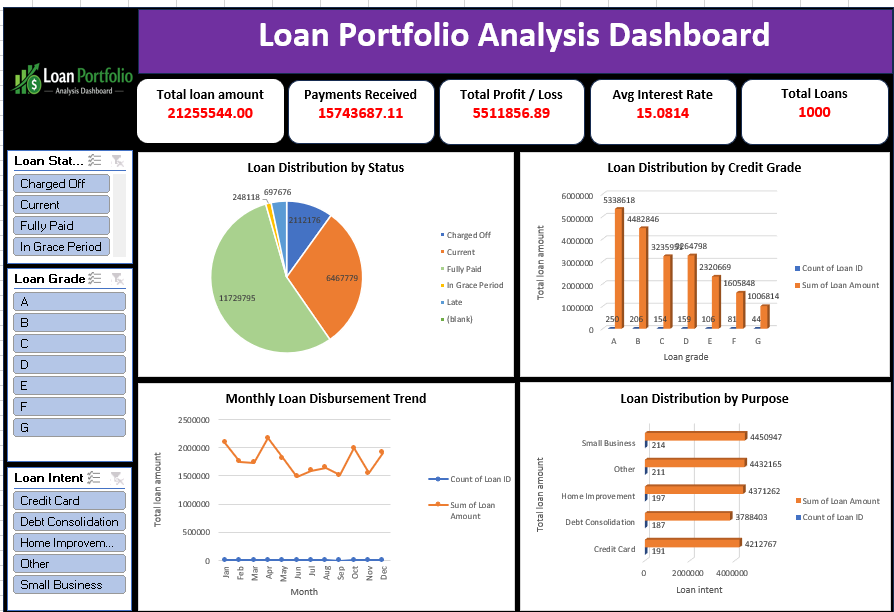 Loan Portfolio Analysis Dashboard
Loan Portfolio
Analysis Dashboard
Total loan amount
21255544.00
Payments Received
15743687.11
Total Profit / Loss
5511856.89
Avg Interest Rate
15.0814
Total Loans
1000
Loan Stat...
Charged Off
Current
Fully Paid
In Grace Period
Loan Grade
A
B
C
D
E
F
G
Loan Intent
Credit Card
Debt Consolidation
Home Improvem...
Other
Small Business
Loan Distribution by Status
248118
697676
2112176
6467779
11729795
Charged Off
Current
Fully Paid
In Grace Period
Late
(blank)
Loan Distribution by Credit Grade
Total loan amount
6000000
5000000
4000000
3000000
2000000
1000000
0
5338618
4482846
3264798
2320669
1605848
1006814
250
206
154
159
106
81
44
A B C D E F G
Loan grade
Count of Loan ID
Sum of Loan Amount
Monthly Loan Disbursement Trend
Total loan amount
2500000
2000000
1500000
1000000
500000
0
Jan Feb Mar Apr May Jun Jul Aug Sep Oct Nov Dec
Month
Count of Loan ID
Sum of Loan
Amount
Loan Distribution by Purpose
Total loan amount
Small Business
4450947
214
Other
4432165
211
Home Improvement
4371262
197
Debt Consolidation
3788403
187
Credit Card
4212767
191
0 2000000 4000000
Loan intent
Sum of Loan Amount
Count of Loan ID